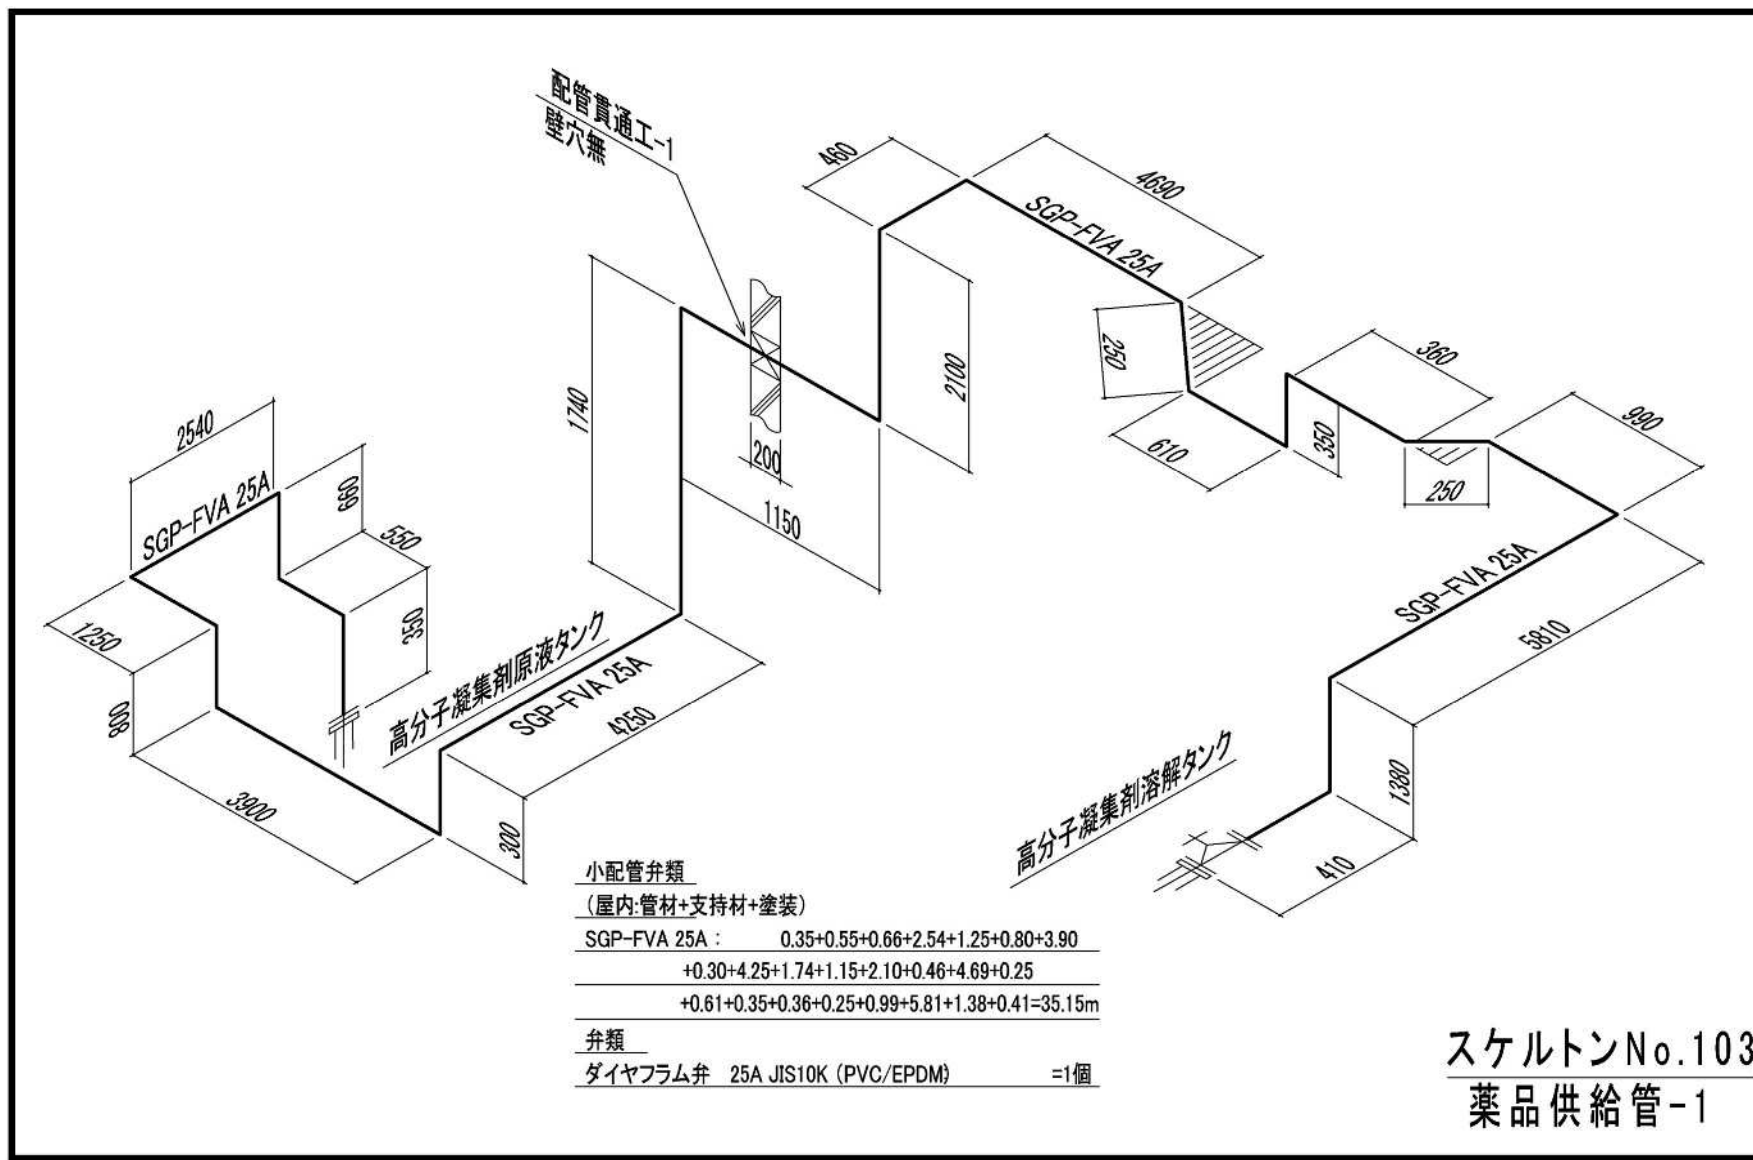 配管貫通工-1
壁穴無
460
4690
SGP-FVA 25A
1740
2100
250
360
990
610
350
250
200
1150
2540
SGP-FVA 25A
660
550
350
1250
800
3900
高分子凝集剤原液タンク
SGP-FVA 25A
4250
300
SGP-FVA 25A
5810
1380
高分子凝集剤溶解タンク
410
小配管弁類
(屋内:管材+支持材+塗装)
SGP-FVA 25A : 0.35+0.55+0.66+2.54+1.25+0.80+3.90
+0.30+4.25+1.74+1.15+2.10+0.46+4.69+0.25
+0.61+0.35+0.36+0.25+0.99+5.81+1.38+0.41=35.15m
弁類
ダイヤフラム弁 25A JIS10K (PVC/EPDM) =1個
スケルトンNo.103
薬品供給管-1